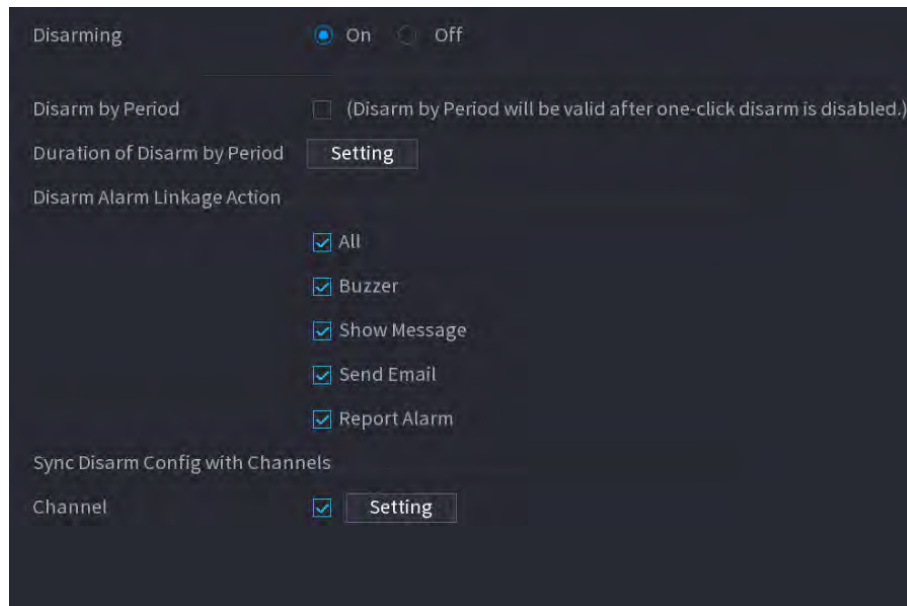 Disarming On Off
Disarm by Period (Disarm by Period will be valid after one-click disarm is disabled.)
Duration of Disarm by Period Setting
Disarm Alarm Linkage Action
All
Buzzer
Show Message
Send Email
Report Alarm
Sync Disarm Config with Channels
Channel Setting